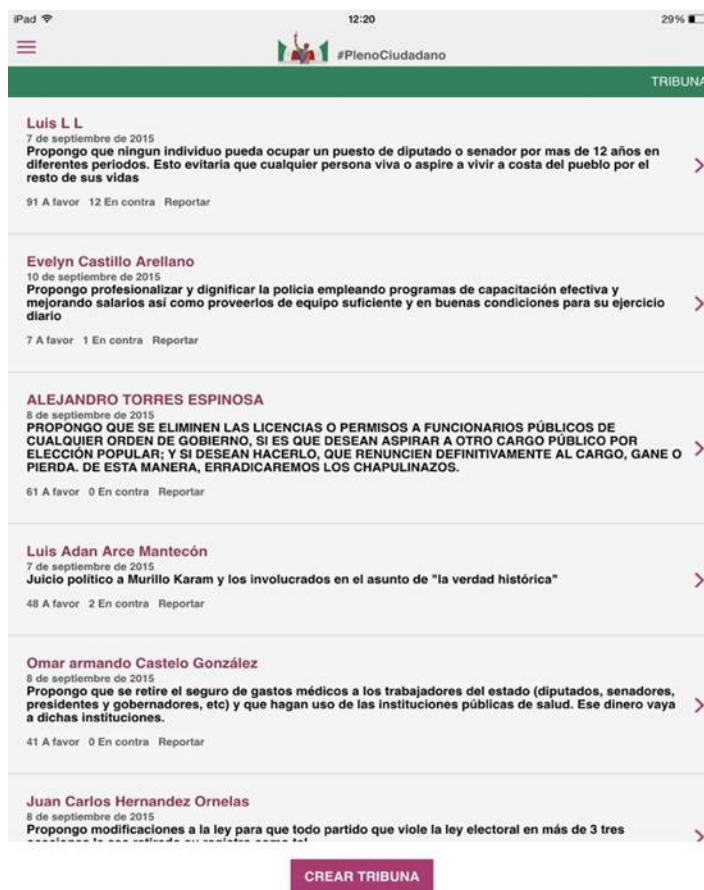 iPad 12:20 29%
#PlenoCiudadano
TRIBUNA
Luis L L
7 de septiembre de 2015
Propongo que ningun individuo pueda ocupar un puesto de diputado o senador por mas de 12 años en
diferentes periodos. Esto evitaria que cualquier persona viva o aspire a vivir a costa del pueblo por el
resto de sus vidas
91 A favor 12 En contra Reportar
Evelyn Castillo Arellano
10 de septiembre de 2015
Propongo profesionalizar y dignificar la policia empleando programas de capacitación efectiva y
mejorando salarios así como proveerlos de equipo suficiente y en buenas condiciones para su ejercicio
diario
7 A favor 1 En contra Reportar
ALEJANDRO TORRES ESPINOSA
8 de septiembre de 2015
PROPONGO QUE SE ELIMINEN LAS LICENCIAS O PERMISOS A FUNCIONARIOS PÚBLICOS DE
CUALQUIER ORDEN DE GOBIERNO, SI ES QUE DESEAN ASPIRAR A OTRO CARGO PÚBLICO POR
ELECCIÓN POPULAR; Y SI DESEAN HACERLO, QUE RENUNCIEN DEFINITIVAMENTE AL CARGO, GANE O
PIERDA. DE ESTA MANERA, ERRADICAREMOS LOS CHAPULINAZOS.
61 A favor 0 En contra Reportar
Luis Adan Arce Mantecón
7 de septiembre de 2015
Juicio político a Murillo Karam y los involucrados en el asunto de "la verdad histórica"
48 A favor 2 En contra Reportar
Omar armando Castelo González
8 de septiembre de 2015
Propongo que se retire el seguro de gastos médicos a los trabajadores del estado (diputados, senadores,
presidentes y gobernadores, etc) y que hagan uso de las instituciones públicas de salud. Ese dinero vaya
a dichas instituciones.
41 A favor 0 En contra Reportar
Juan Carlos Hernandez Ornelas
8 de septiembre de 2015
Propongo modificaciones a la ley para que todo partido que viole la ley electoral en más de 3 tres
CREAR TRIBUNA